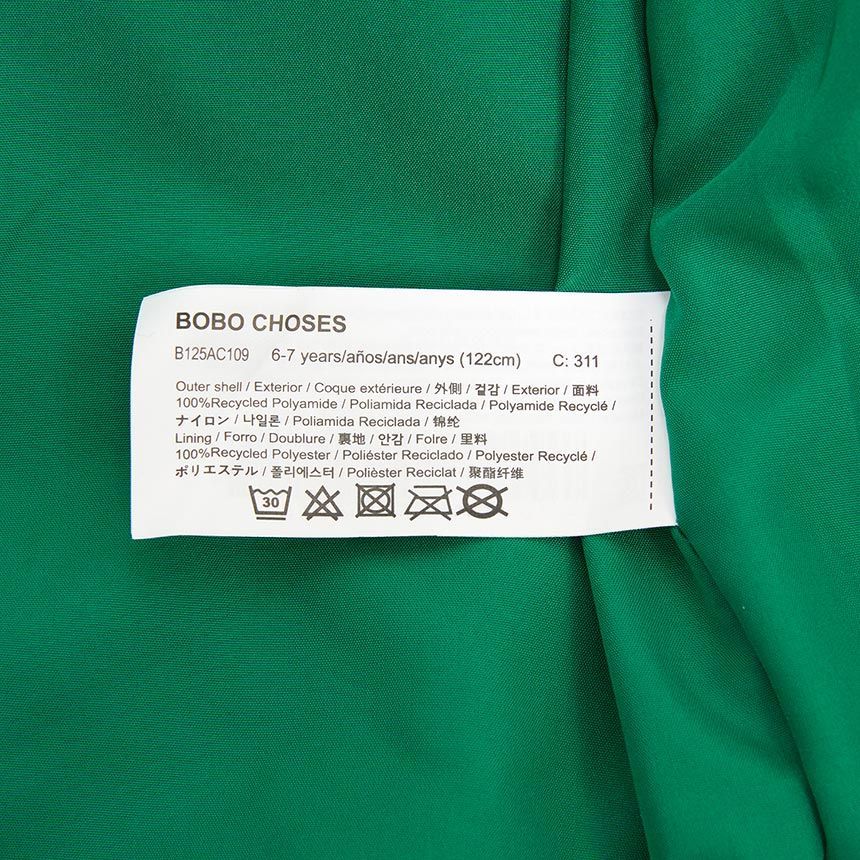 BOBO CHOSES
B125AC109 6-7 years/años/ans/anys (122cm) C: 311
Outer shell / Exterior / Coque extérieure / 外側 / 겉감 / Exterior / 面料
100%Recycled Polyamide / Poliamida Reciclada / Polyamide Recyclé /
ナイロン / 나일론 / Poliamida Reciclada / 锦纶
Lining / Forro / Doublure / 裏地 / 안감 / Folre / 里料
100%Recycled Polyester / Poliéster Reciclado / Polyester Recyclé /
ポリエステル / 폴리에스터 / Polièster Reciclat / 聚酯纤维
30